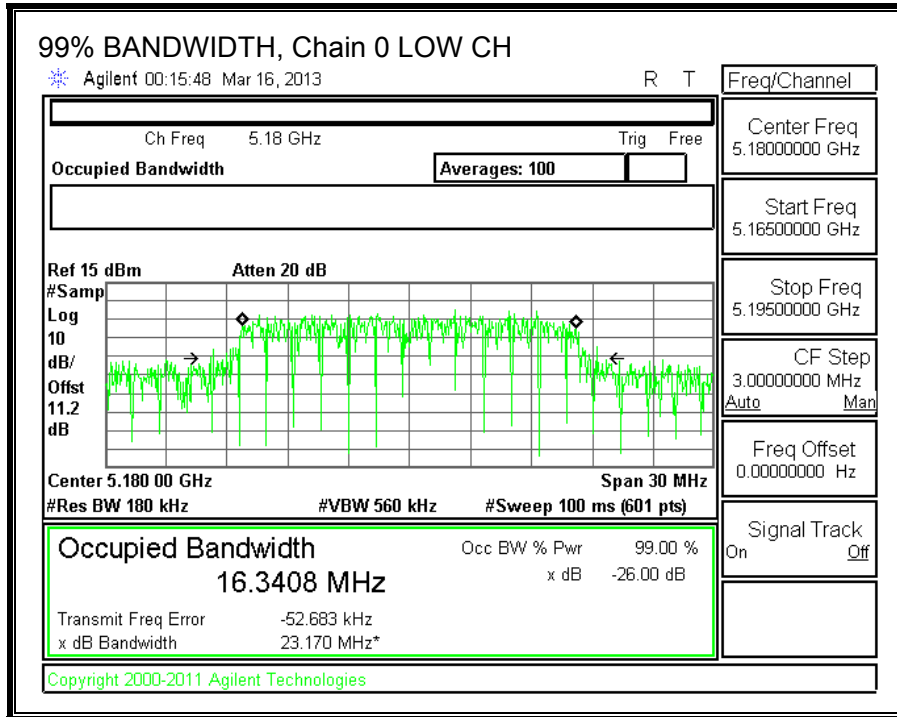 99% BANDWIDTH, Chain 0 LOW CH
Agilent 00:15:48 Mar 16, 2013 R T
Freq/Channel
Ch Freq 5.18 GHz Trig Free
Occupied Bandwidth Averages: 100
Center Freq
5.18000000 GHz
Start Freq
5.16500000 GHz
Stop Freq
5.19500000 GHz
CF Step
3.00000000 MHz
Auto Man
Freq Offset
0.00000000 Hz
Signal Track
On Off
Ref 15 dBm Atten 20 dB
#Samp
Log
10
dB/
Offst
11.2
dB
Center 5.180 00 GHz Span 30 MHz
#Res BW 180 kHz #VBW 560 kHz #Sweep 100 ms (601 pts)
Occupied Bandwidth Occ BW % Pwr 99.00 %
16.3408 MHz x dB -26.00 dB
Transmit Freq Error -52.683 kHz
x dB Bandwidth 23.170 MHz*
Copyright 2000-2011 Agilent Technologies